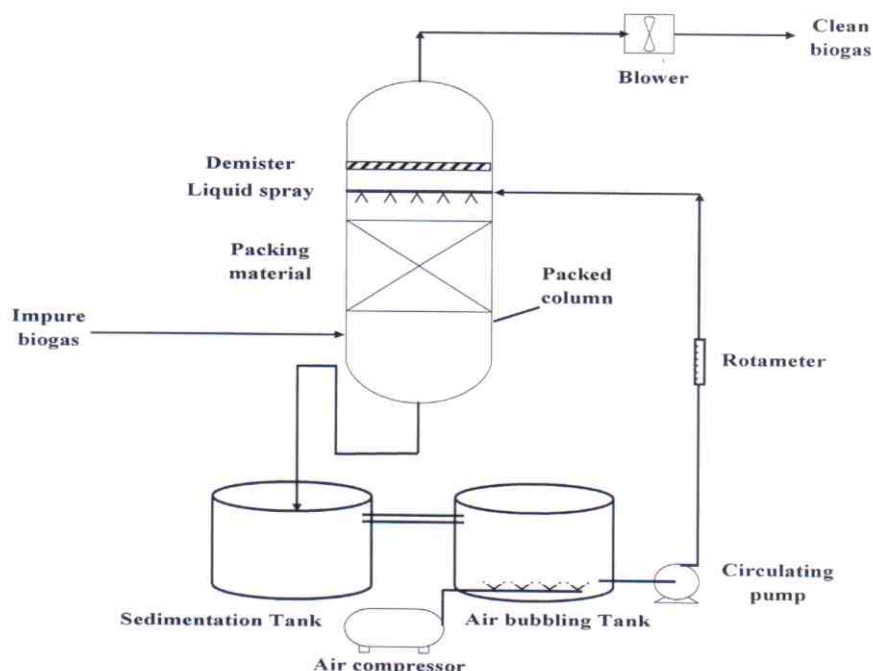 Clean
biogas
Blower
Demister
Liquid spray
Packing
material
Packed
column
Impure
biogas
Rotameter
Circulating
pump
Sedimentation Tank
Air bubbling Tank
Air compressor